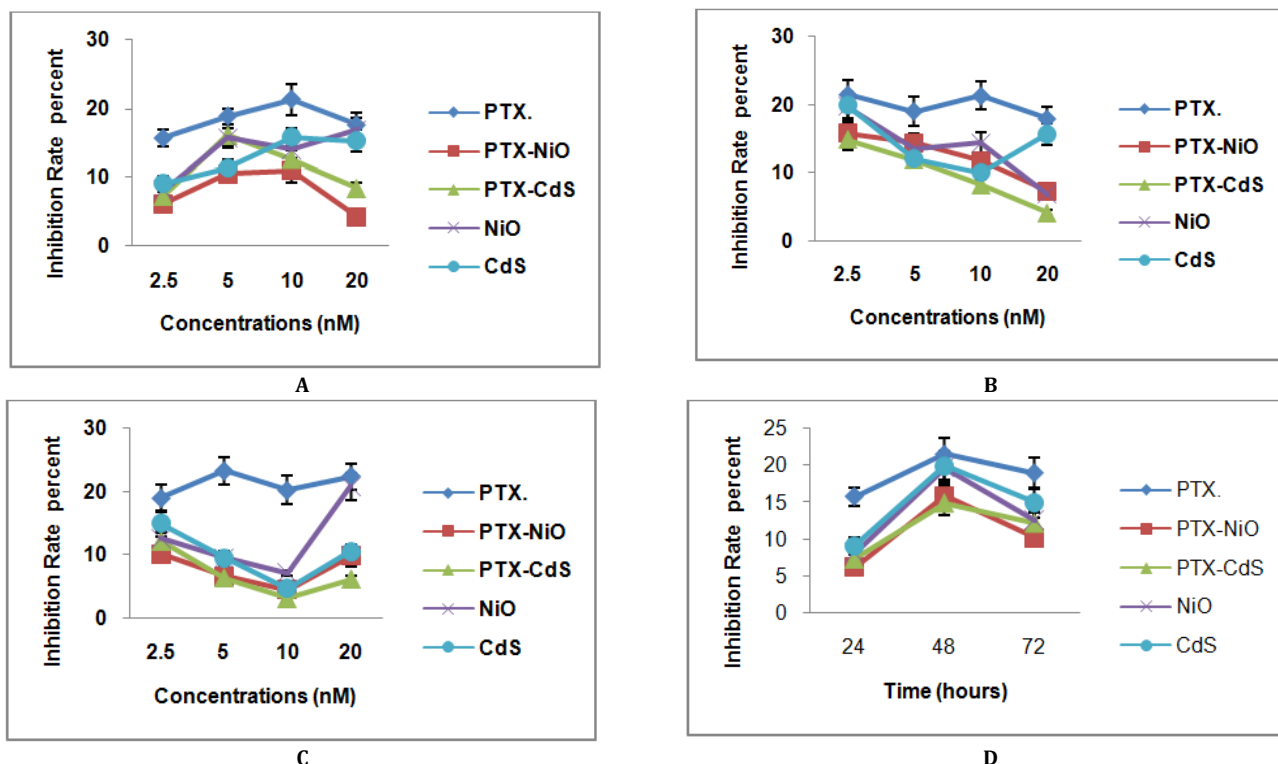 Inhibition Rate percent
30
20
10
0
2.5 5 10 20
Concentrations (nM)
PTX.
PTX-NiO
PTX-CdS
NiO
CdS
A
Inhibition Rate percent
30
20
10
0
2.5 5 10 20
Concentrations (nM)
PTX.
PTX-NiO
PTX-CdS
NiO
CdS
B
Inhibition Rate percent
30
20
10
0
2.5 5 10 20
Concentrations (nM)
PTX.
PTX-NiO
PTX-CdS
NiO
CdS
C
Inhibition Rate percent
25
20
15
10
5
0
24 48 72
Time (hours)
PTX.
PTX-NiO
PTX-CdS
NiO
CdS
D